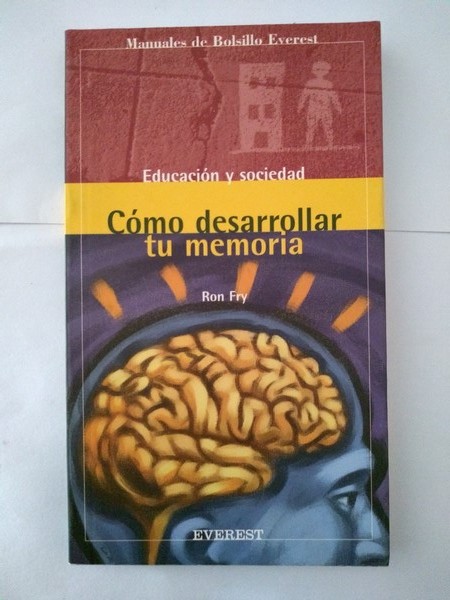 Manuales de Bolsillo Everest
Educación y sociedad
Cómo desarrollar
tu memoria
Ron Fry
EVEREST